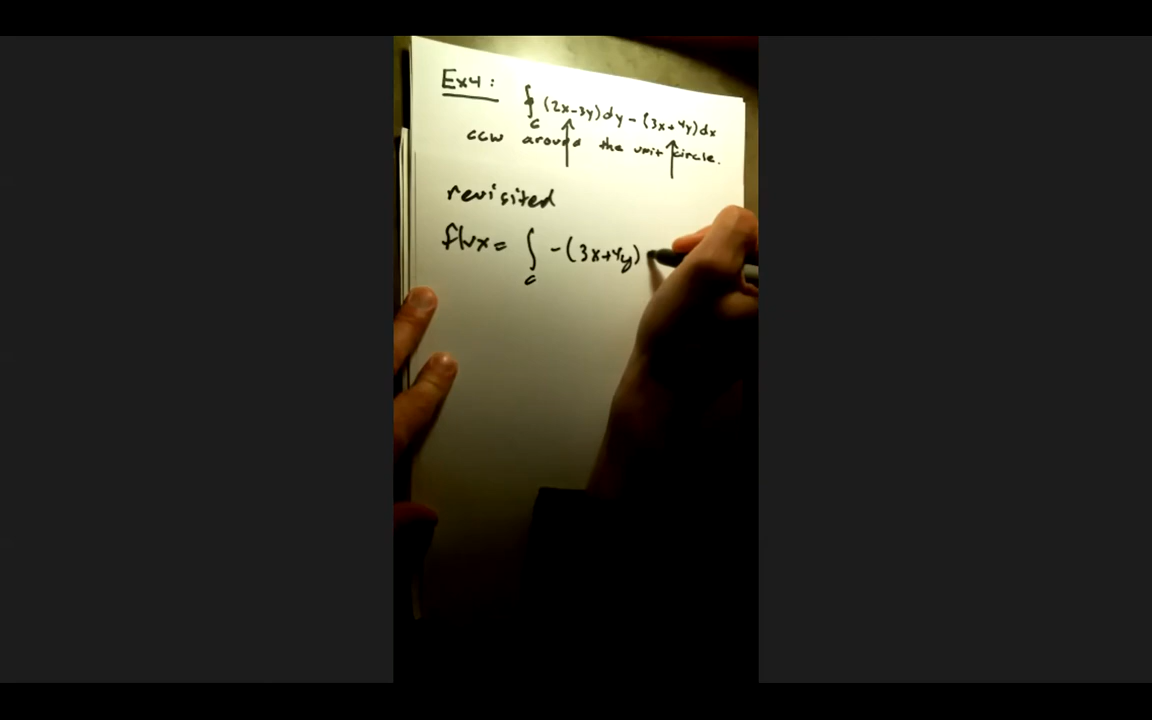 Ex4: ∮ (2x-3y)dy - (3x+4y)dx
C
ccw around the unit circle.
revisited
flux = ∫ -(3x+4y)
C